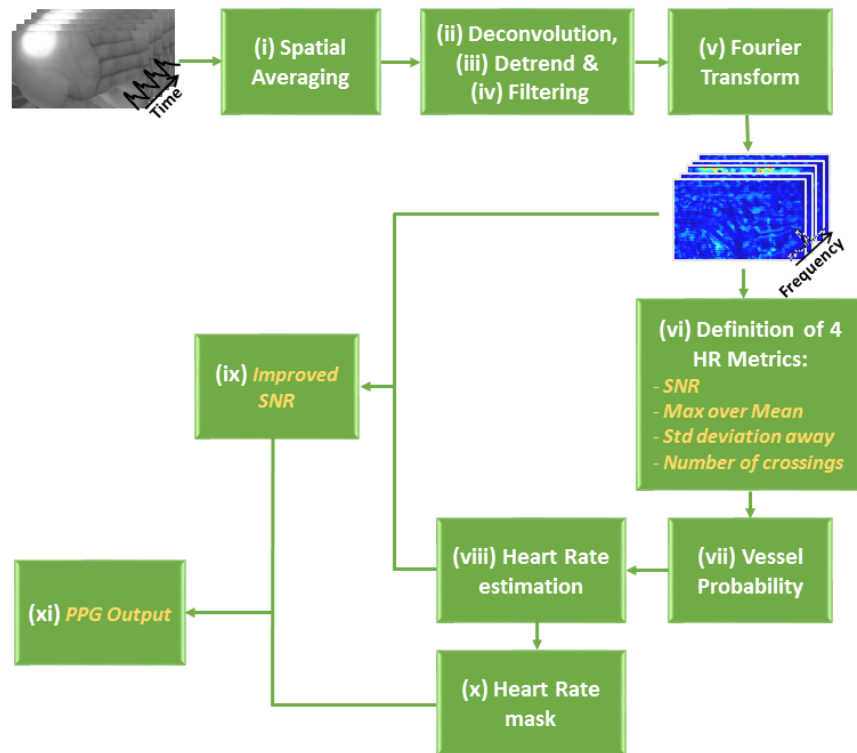 Time
(i) Spatial
Averaging
(ii) Deconvolution,
(iii) Detrend &
(iv) Filtering
(v) Fourier
Transform
Frequency
(vi) Definition of 4
HR Metrics:
- SNR
- Max over Mean
- Std deviation away
- Number of crossings
(vii) Vessel
Probability
(viii) Heart Rate
estimation
(ix) Improved
SNR
(x) Heart Rate
mask
(xi) PPG Output